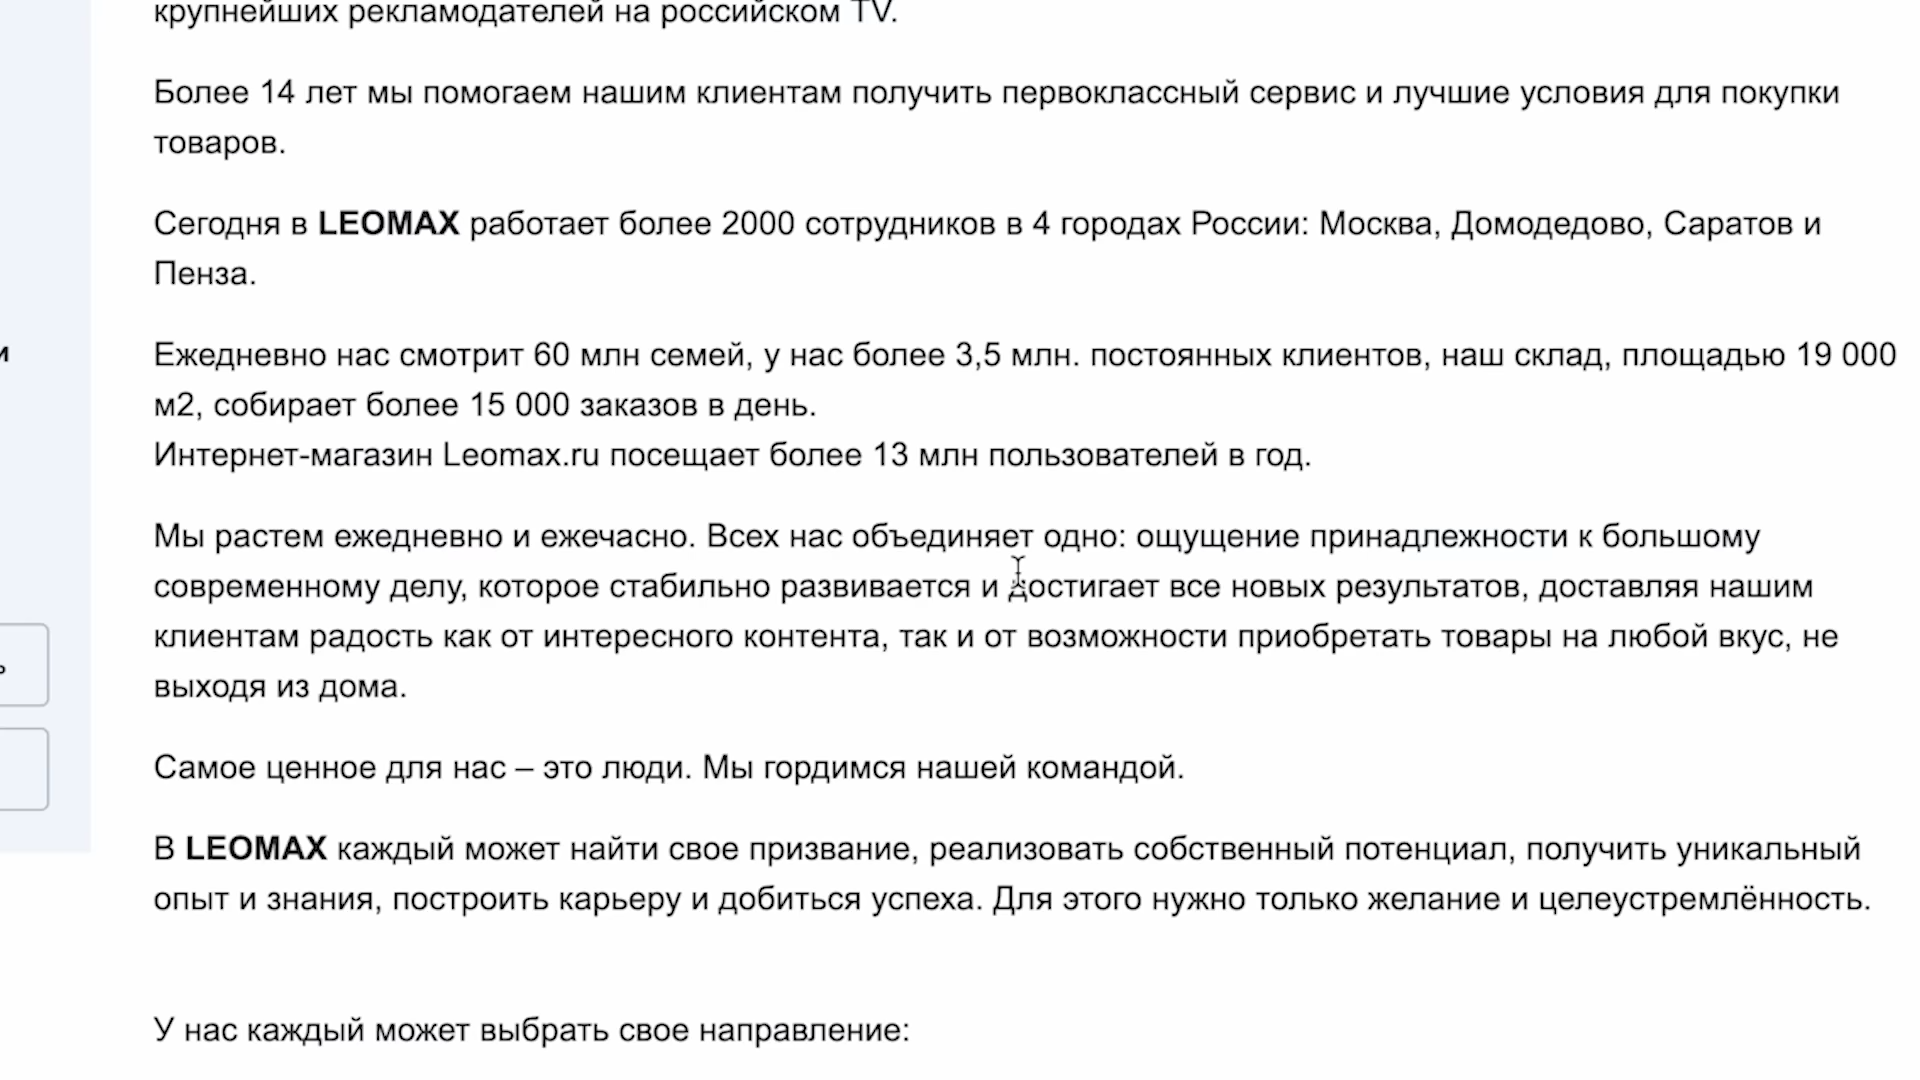 крупнейших рекламодателей на российском TV.
Более 14 лет мы помогаем нашим клиентам получить первоклассный сервис и лучшие условия для покупки
товаров.
Сегодня в LEOMAX работает более 2000 сотрудников в 4 городах России: Москва, Домодедово, Саратов и
Пенза.
Ежедневно нас смотрит 60 млн семей, у нас более 3,5 млн. постоянных клиентов, наш склад, площадью 19 000
м2, собирает более 15 000 заказов в день.
Интернет-магазин Leomax.ru посещает более 13 млн пользователей в год.
Мы растем ежедневно и ежечасно. Всех нас объединяет одно: ощущение принадлежности к большому
современному делу, которое стабильно развивается и достигает все новых результатов, доставляя нашим
клиентам радость как от интересного контента, так и от возможности приобретать товары на любой вкус, не
выходя из дома.
Самое ценное для нас – это люди. Мы гордимся нашей командой.
В LEOMAX каждый может найти свое призвание, реализовать собственный потенциал, получить уникальный
опыт и знания, построить карьеру и добиться успеха. Для этого нужно только желание и целеустремлённость.
У нас каждый может выбрать свое направление: